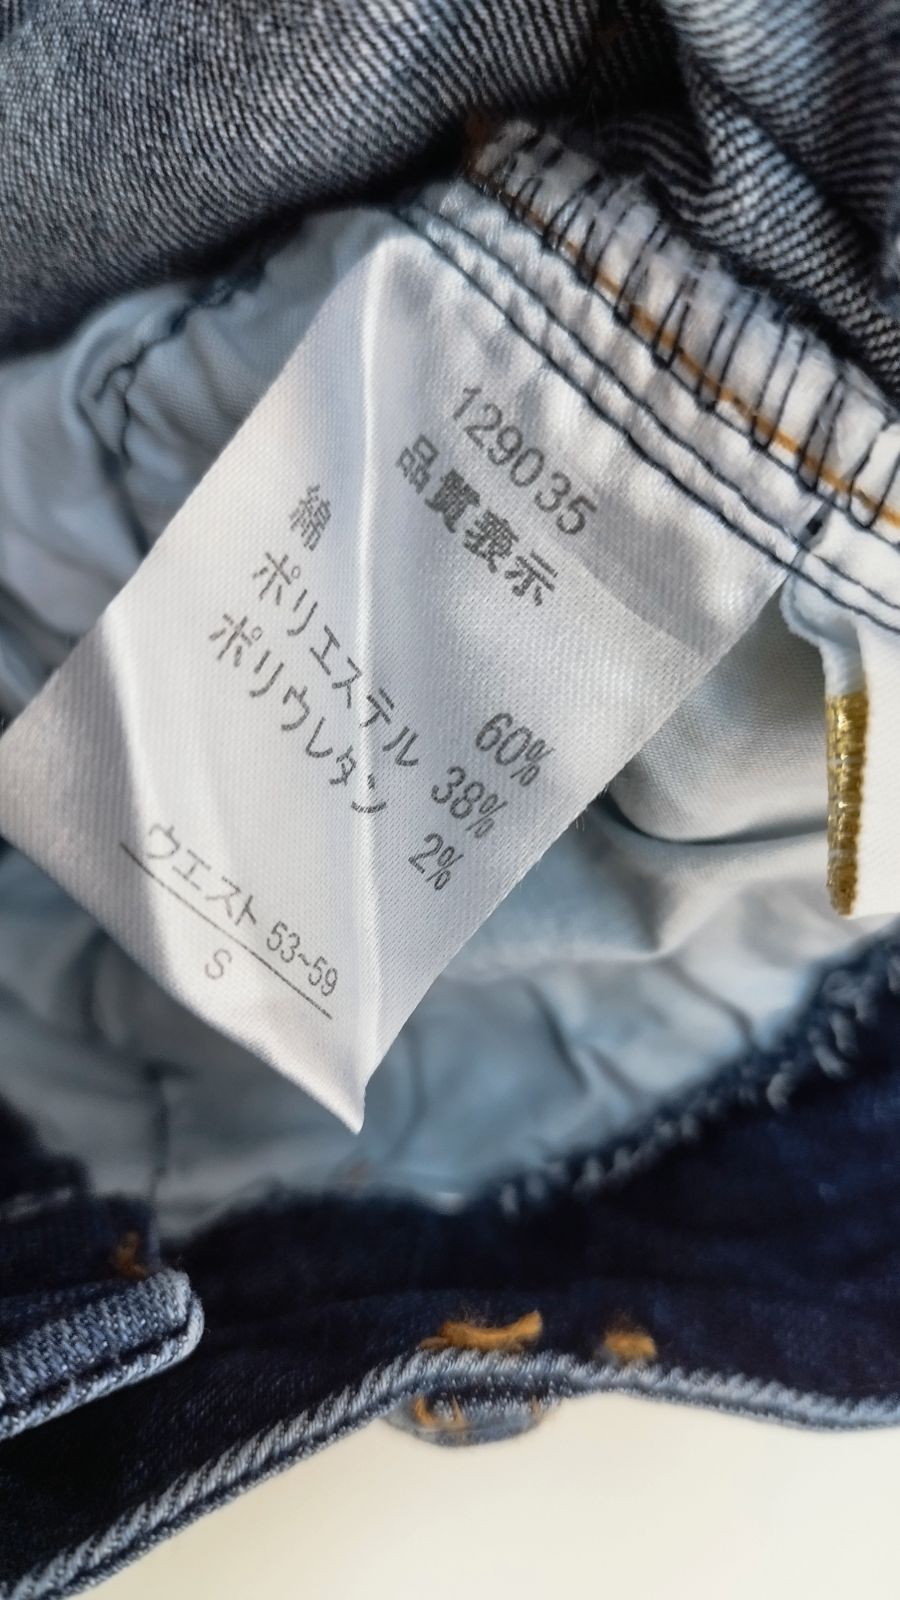 129035
品質表示
綿 60%
ポリエステル 38%
ポリウレタン 2%
ウエスト 53~59
S